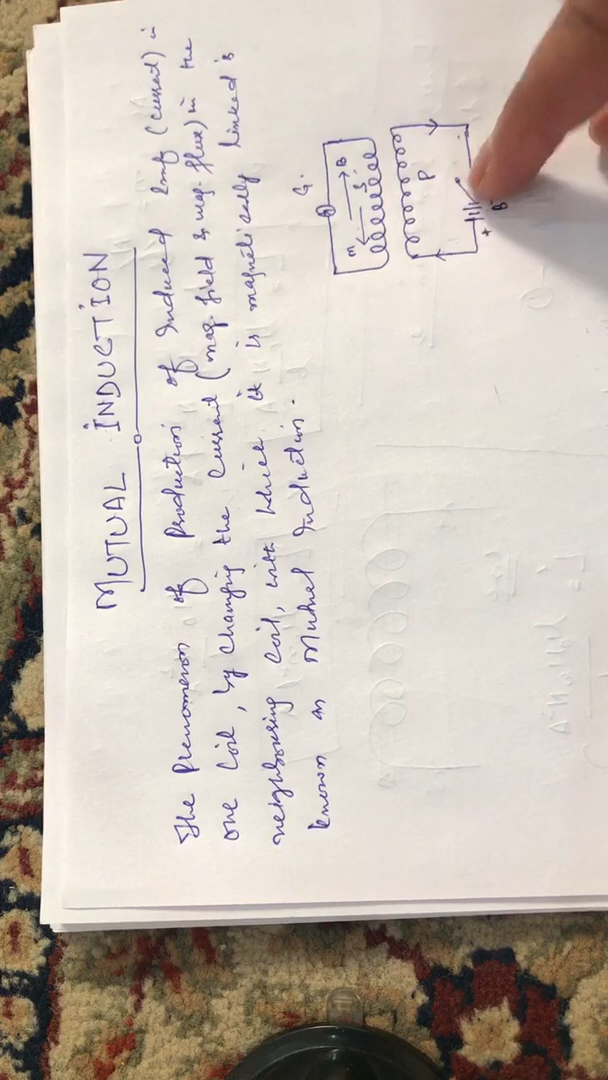 MUTUAL INDUCTION
The Phenomenon of Production of Induced emf (current) in
one coil, by changing the current (mag. field & mag. flux) in the
neighbouring coil, with which it is magnetically linked is
known as Mutual Induction.
G.
m B
S
P
+
B